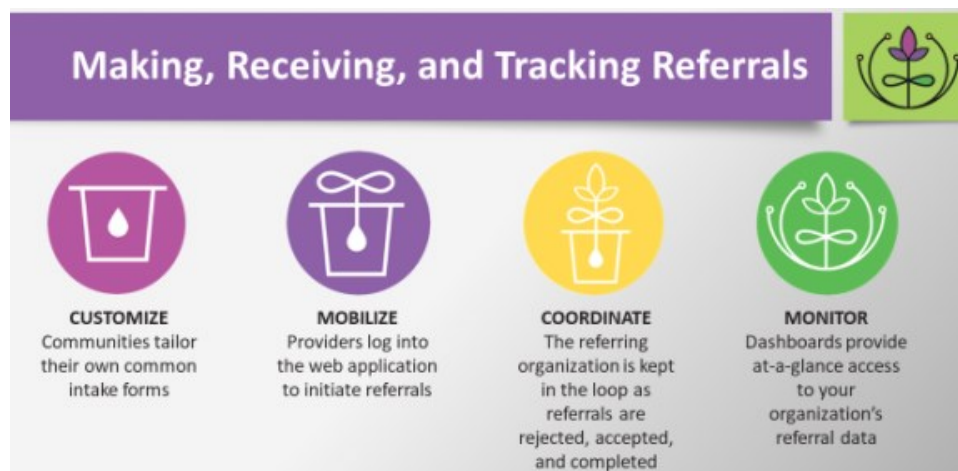 Making, Receiving, and Tracking Referrals
CUSTOMIZE
Communities tailor
their own common
intake forms
MOBILIZE
Providers log into
the web application
to initiate referrals
COORDINATE
The referring
organization is kept
in the loop as
referrals are
rejected, accepted,
and completed
MONITOR
Dashboards provide
at-a-glance access
to your
organization's
referral data